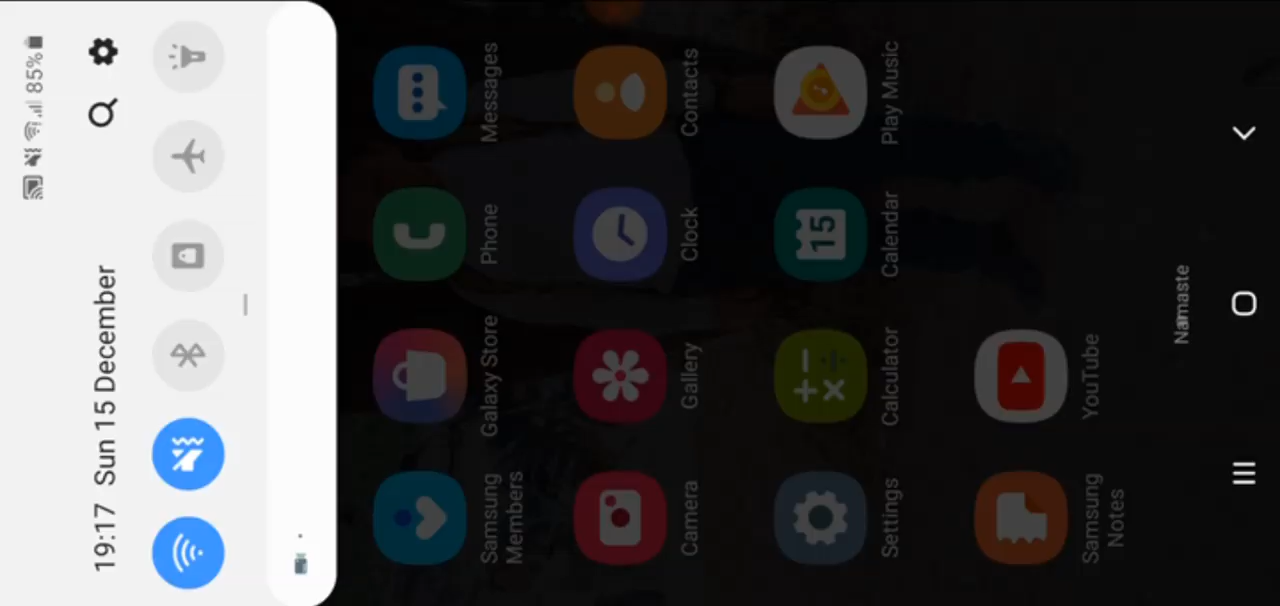 85%
19:17 Sun 15 December
Samsung Members
Galaxy Store
Phone
Messages
Camera
Gallery
Clock
Contacts
Settings
Calculator
15
Calendar
Play Music
Samsung Notes
YouTube
Namaste